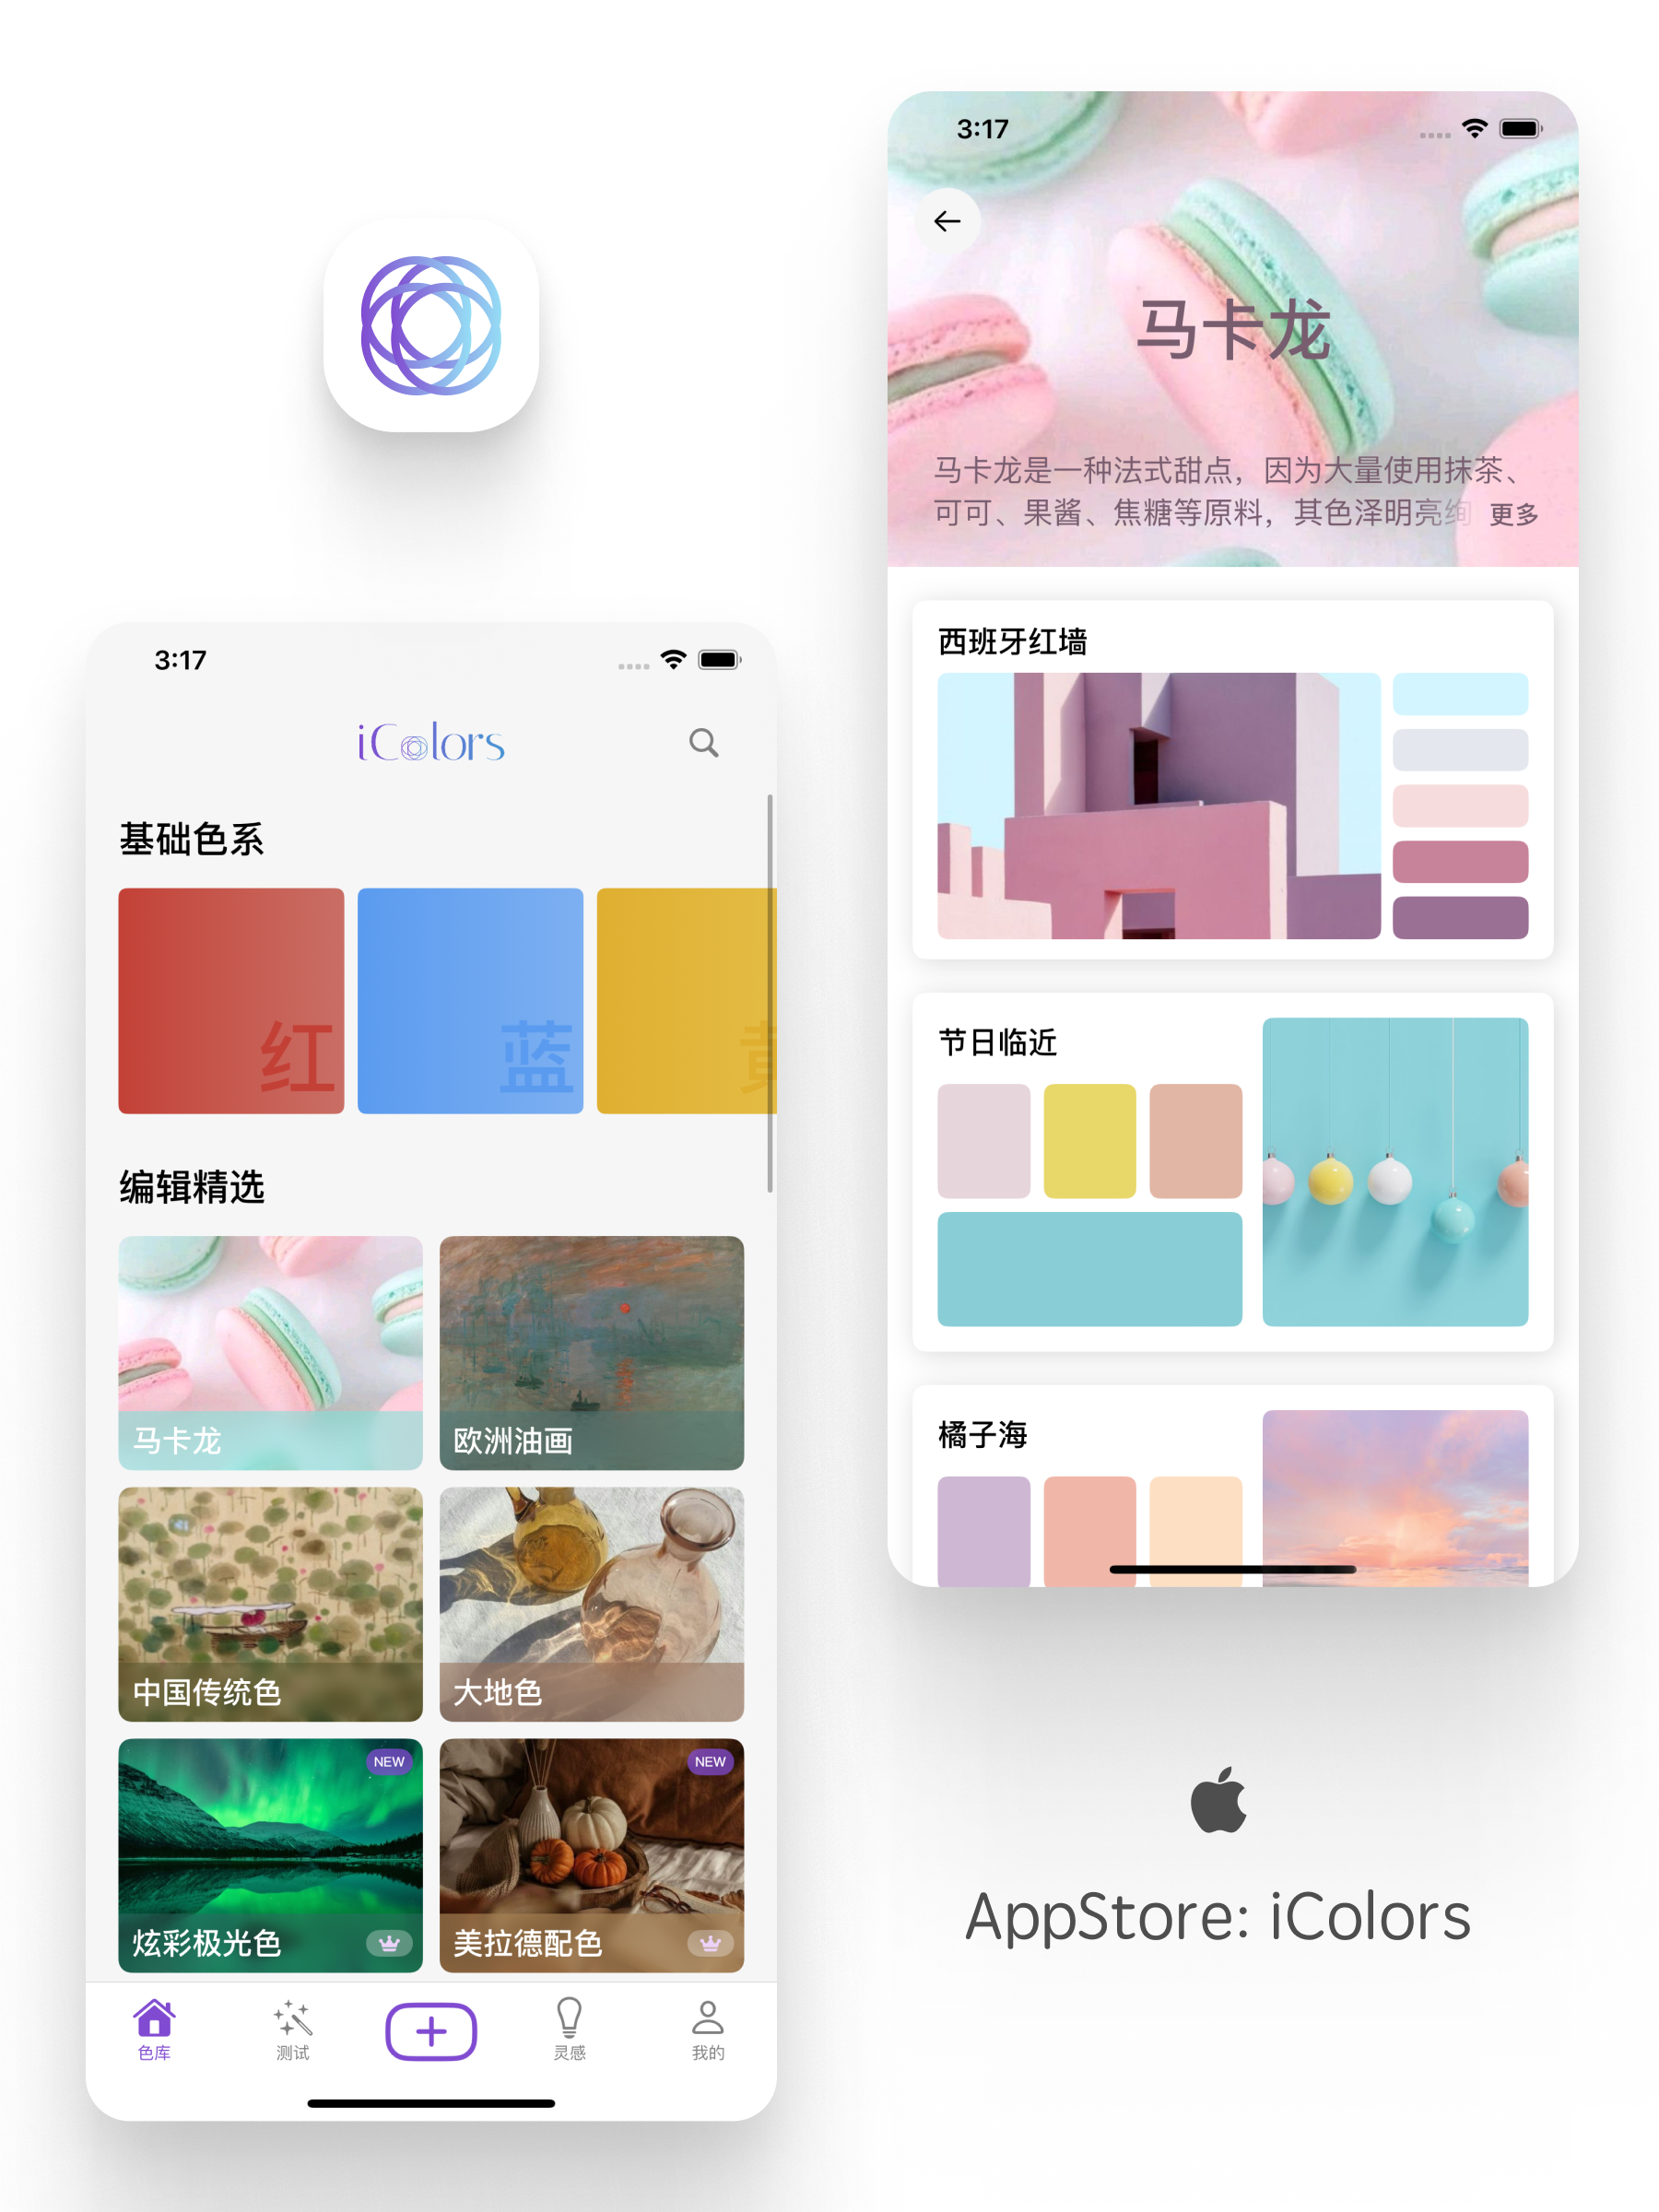 3:17
iColors
基础色系
红
蓝
黄
编辑精选
马卡龙
欧洲油画
中国传统色
大地色
NEW
NEW
炫彩极光色
美拉德配色
色库
测试
灵感
我的
3:17
马卡龙
马卡龙是一种法式甜点，因为大量使用抹茶、
可可、果酱、焦糖等原料，其色泽明亮绚 更多
西班牙红墙
节日临近
橘子海
AppStore: iColors